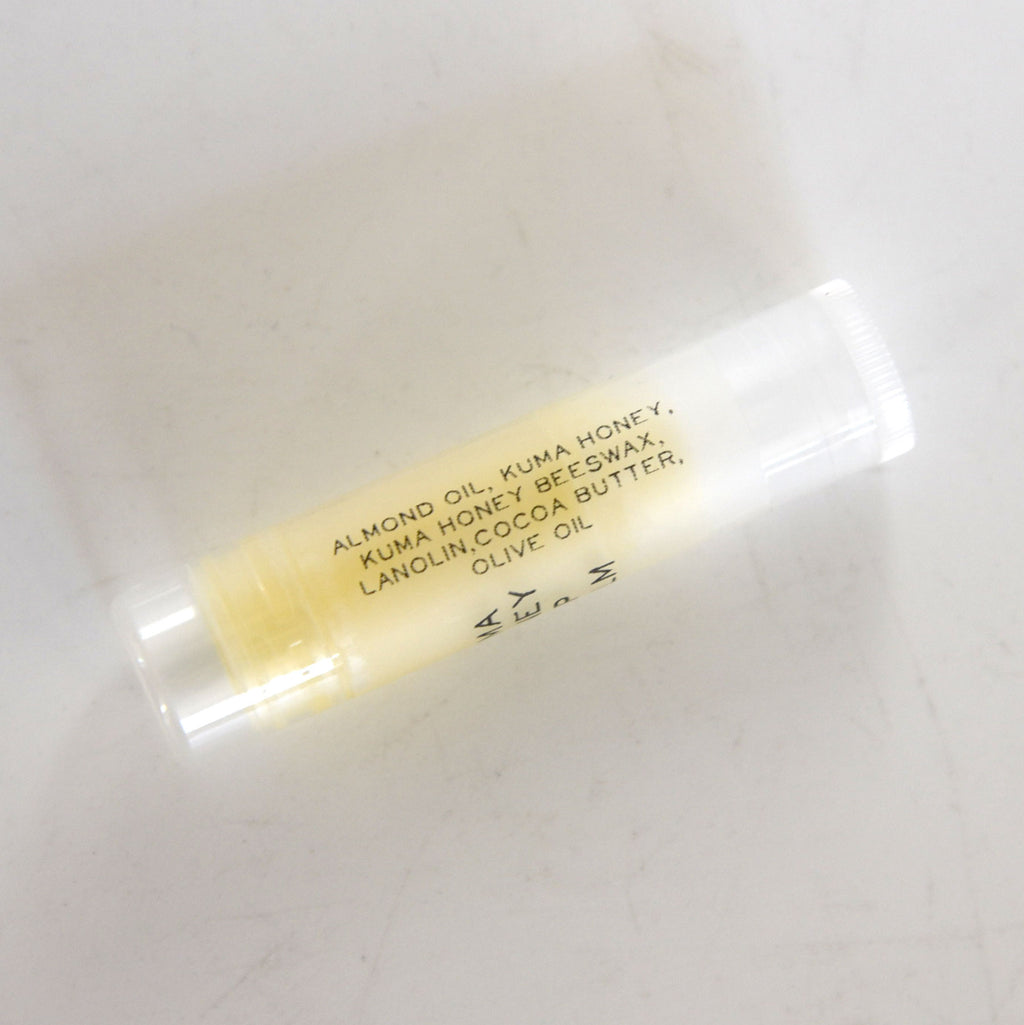 ALMOND OIL, KUMA HONEY,
KUMA HONEY BEESWAX,
LANOLIN,COCOA BUTTER,
OLIVE OIL